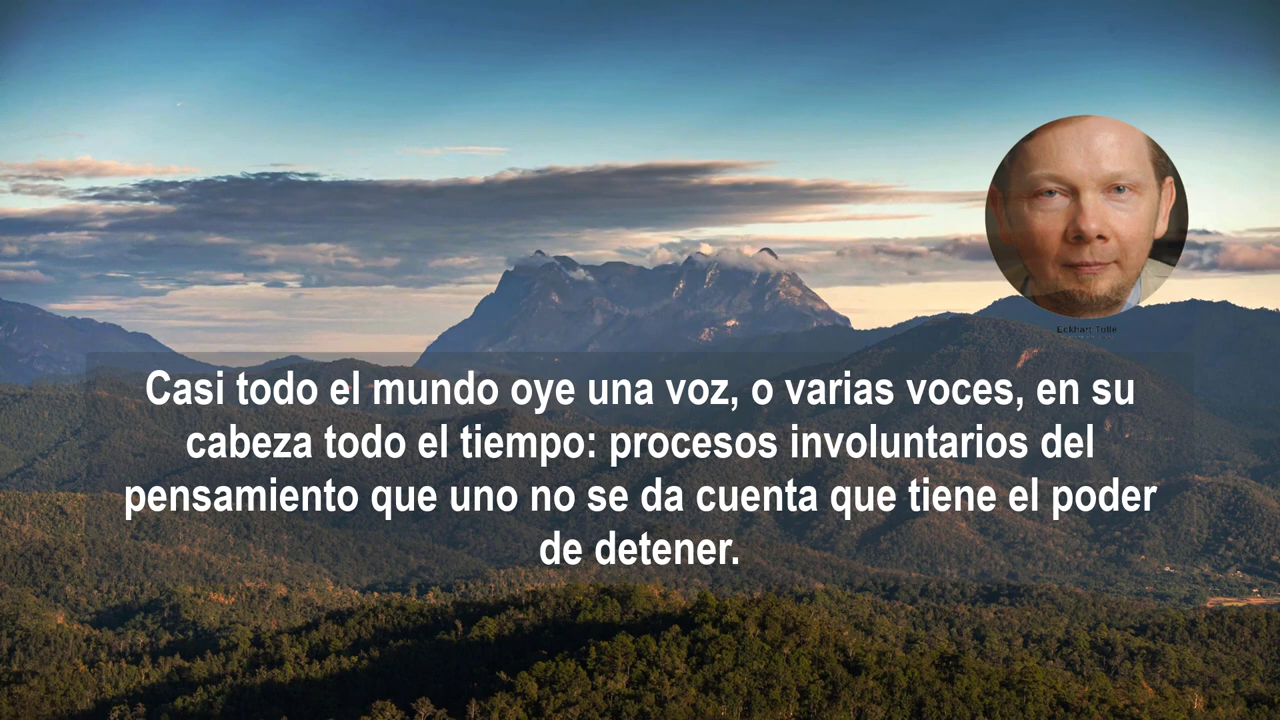 Eckhart Tolle
Casi todo el mundo oye una voz, o varias voces, en su
cabeza todo el tiempo: procesos involuntarios del
pensamiento que uno no se da cuenta que tiene el poder
de detener.